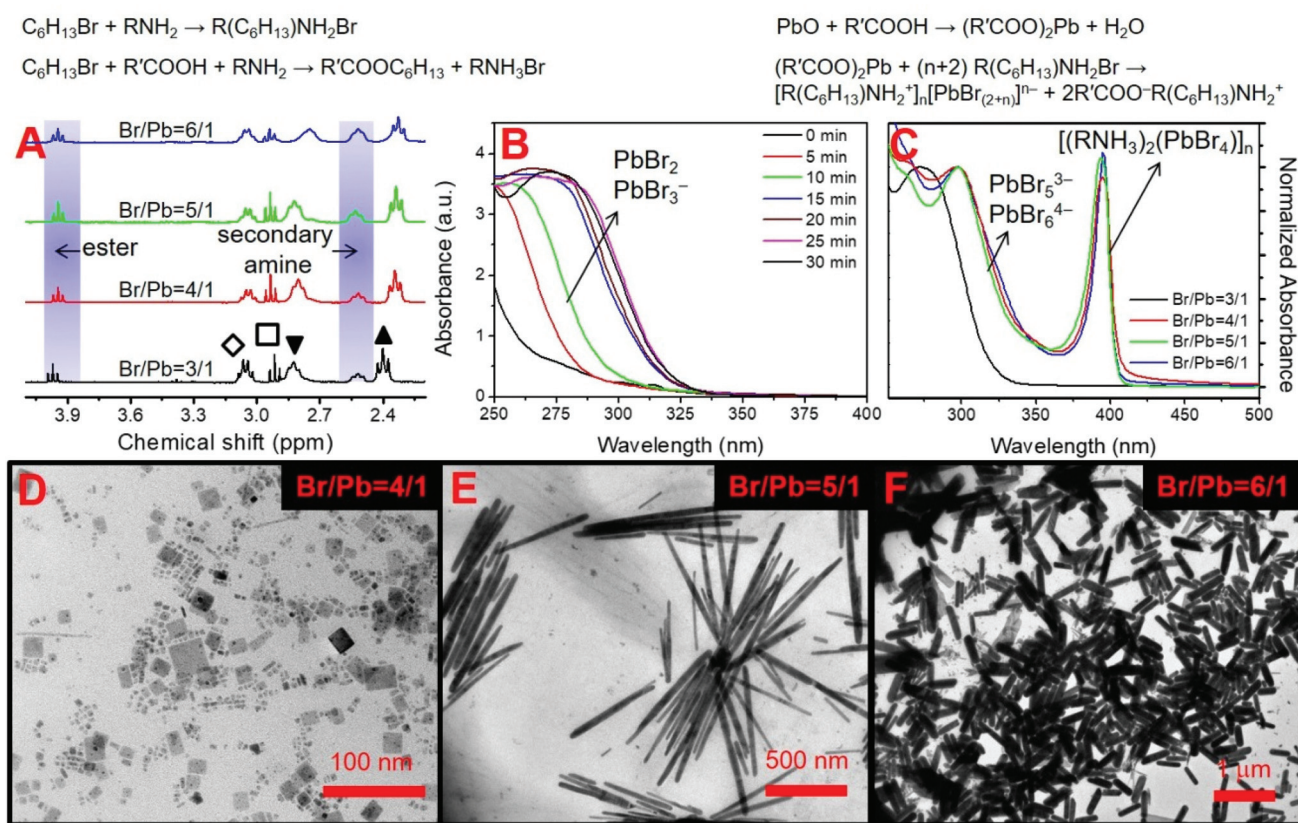 C₆H₁₃Br + RNH₂ → R(C₆H₁₃)NH₂Br
C₆H₁₃Br + R′COOH + RNH₂ → R′COOC₆H₁₃ + RNH₃Br
PbO + R′COOH → (R′COO)₂Pb + H₂O
(R′COO)₂Pb + (n+2) R(C₆H₁₃)NH₂Br →
[R(C₆H₁₃)NH₂⁺]ₙ[PbBr₍₂₊ₙ₎]ⁿ⁻ + 2R′COO⁻R(C₆H₁₃)NH₂⁺
A
Br/Pb=6/1
Br/Pb=5/1
ester
secondary
amine
Br/Pb=4/1
Br/Pb=3/1
3.9 3.6 3.3 3.0 2.7 2.4
Chemical shift (ppm)
B
Absorbance (a.u.)
4
3
2
1
0
PbBr₂
PbBr₃⁻
0 min
5 min
10 min
15 min
20 min
25 min
30 min
250 275 300 325 350 400
Wavelength (nm)
C
[(RNH₃)₂(PbBr₄)]ₙ
PbBr₅³⁻
PbBr₆⁴⁻
Br/Pb=3/1
Br/Pb=4/1
Br/Pb=5/1
Br/Pb=6/1
300 350 400 450 500
Wavelength (nm)
Normalized Absorbance
D
Br/Pb=4/1
100 nm
E
Br/Pb=5/1
500 nm
F
Br/Pb=6/1
1 μm